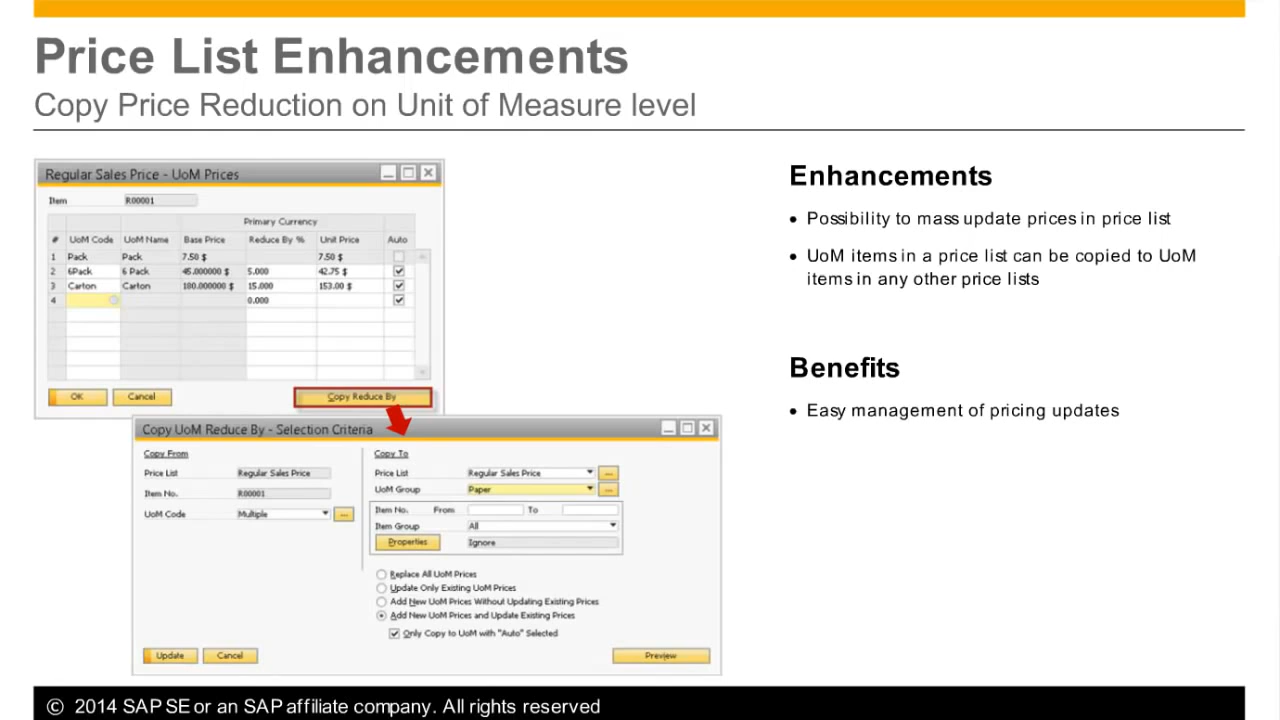 Price List Enhancements
Copy Price Reduction on Unit of Measure level
Regular Sales Price - UoM Prices
Item R00001
Primary Currency
# UoM Code UoM Name Base Price Reduce By % Unit Price Auto
1 Pack Pack 7.50 $ 7.50 $
2 6Pack 6 Pack 45.000000 $ 5.000 42.75 $
3 Carton Carton 180.000000 $ 15.000 153.00 $
4 0.000
OK Cancel Copy Reduce By
Copy UoM Reduce By - Selection Criteria
Copy From
Price List Regular Sales Price
Item No. R00001
UoM Code Multiple ...
Copy To
Price List Regular Sales Price ...
UoM Group Paper ...
Item No. From To
Item Group All
Properties Ignore
Replace All UoM Prices
Update Only Existing UoM Prices
Add New UoM Prices Without Updating Existing Prices
Add New UoM Prices and Update Existing Prices
Only Copy to UoM with "Auto" Selected
Update Cancel Preview
Enhancements
• Possibility to mass update prices in price list
• UoM items in a price list can be copied to UoM
items in any other price lists
Benefits
• Easy management of pricing updates
© 2014 SAP SE or an SAP affiliate company. All rights reserved